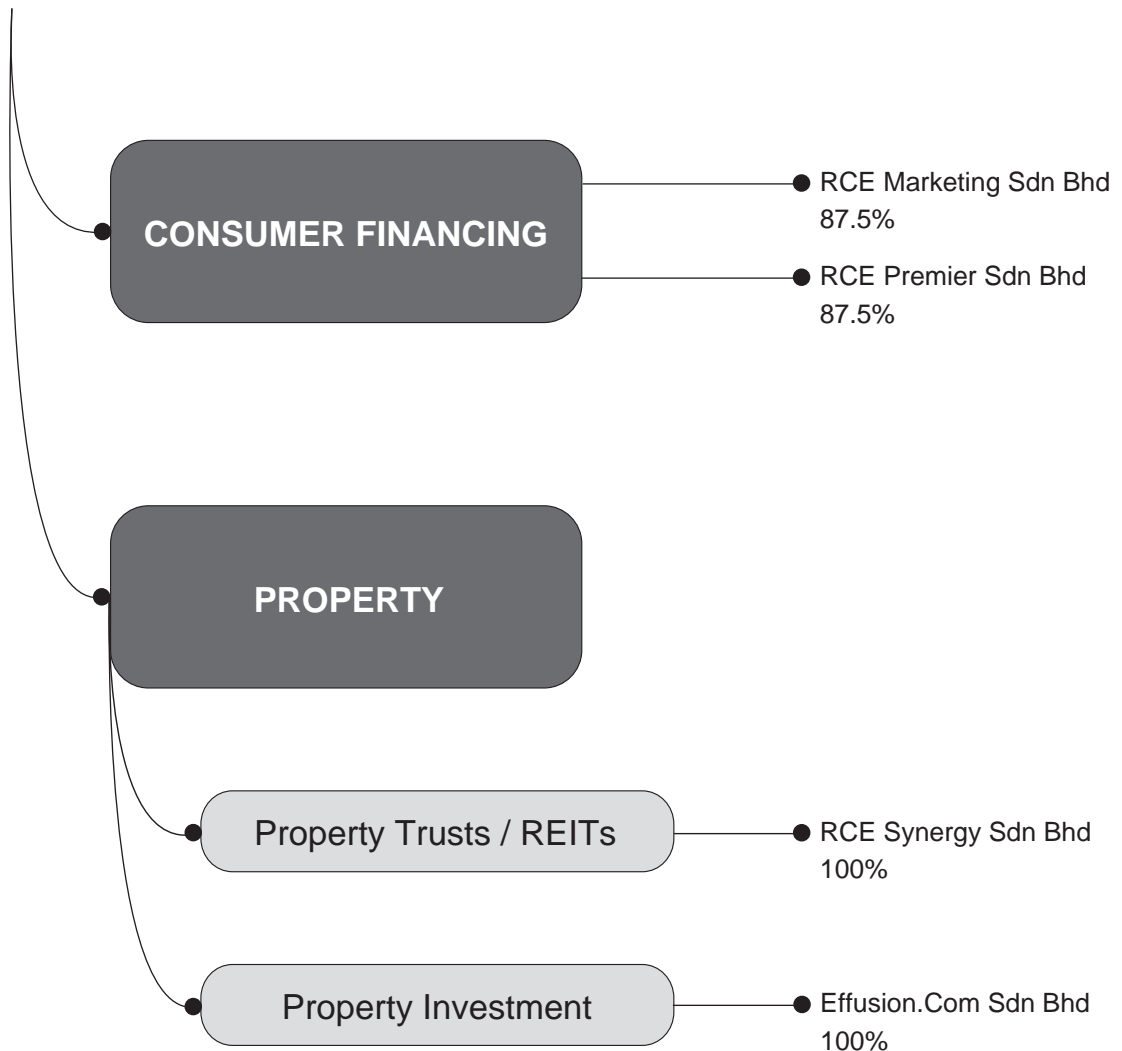 CONSUMER FINANCING
RCE Marketing Sdn Bhd
87.5%
RCE Premier Sdn Bhd
87.5%
PROPERTY
Property Trusts / REITs
RCE Synergy Sdn Bhd
100%
Property Investment
Effusion.Com Sdn Bhd
100%